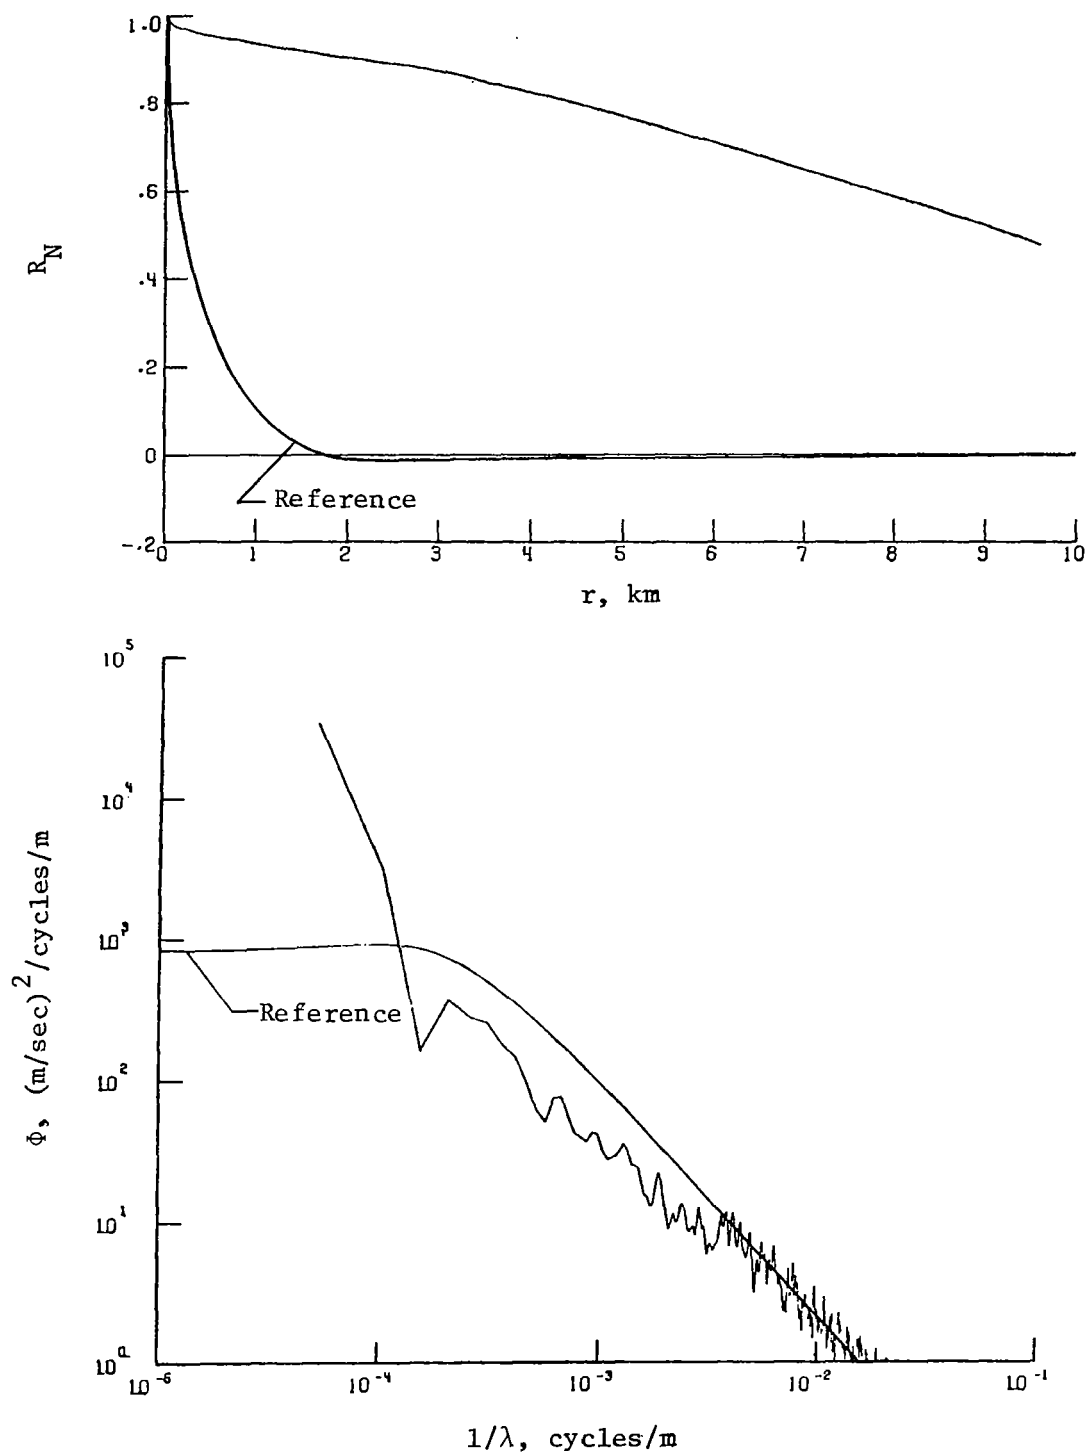 1.0
.8
.6
.4
.2
0
-.2
R_N
Reference
0 1 2 3 4 5 6 7 8 9 10
r, km
10^5
10^4
10^3
10^2
10^1
10^0
Φ, (m/sec)^2/cycles/m
Reference
10^-6 10^-4 10^-3 10^-2 10^-1
1/λ, cycles/m